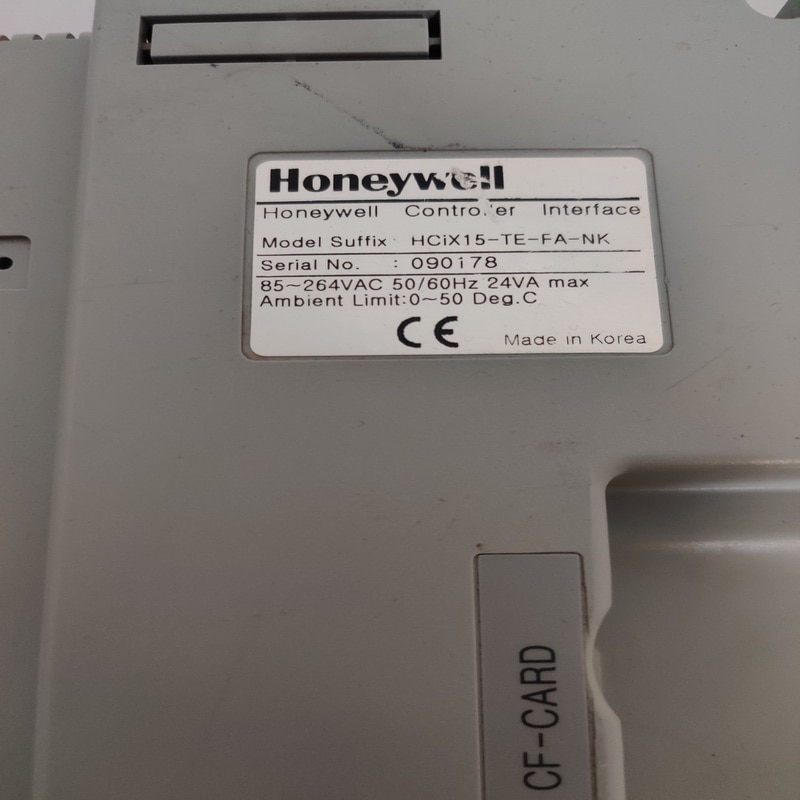 Honeywell
Honeywell Controller Interface
Model Suffix : HCiX15-TE-FA-NK
Serial No. : 090178
85~264VAC 50/60Hz 24VA max
Ambient Limit:0~50 Deg.C
CE Made in Korea
CF-CARD